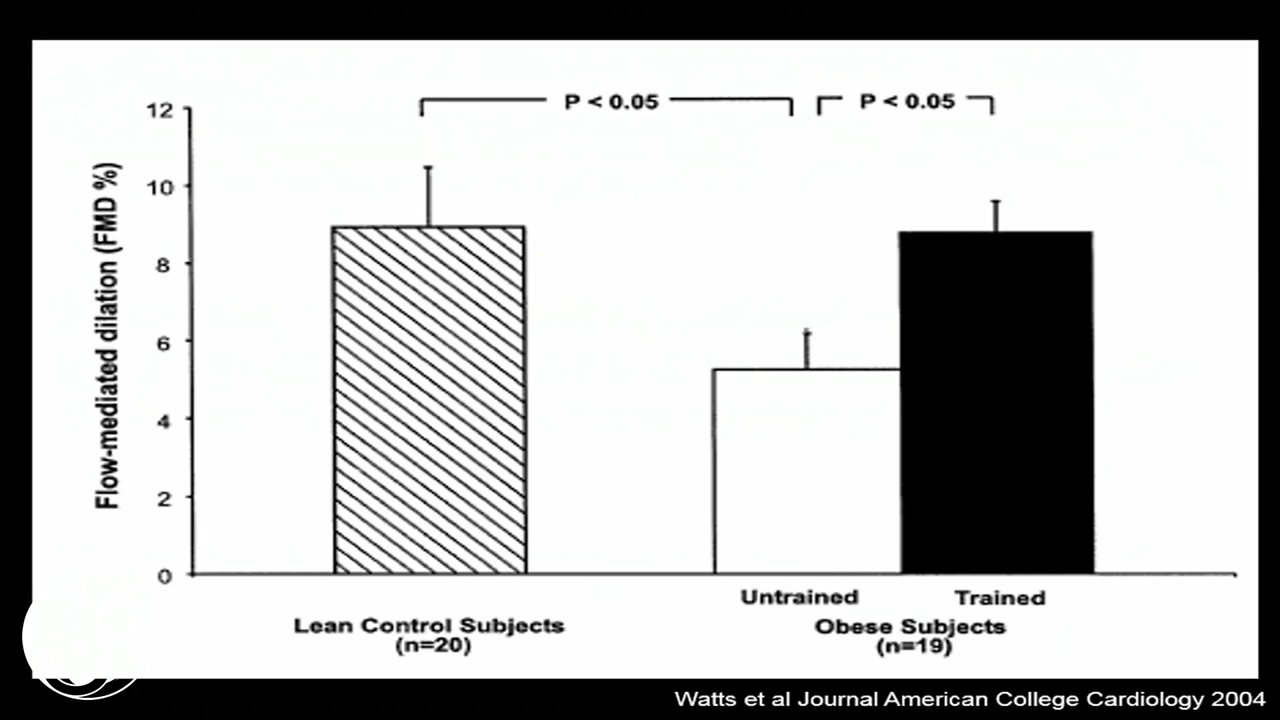 P < 0.05
P < 0.05
12
10
8
6
4
2
0
Flow-mediated dilation (FMD %)
Untrained
Trained
Lean Control Subjects
(n=20)
Obese Subjects
(n=19)
Watts et al Journal American College Cardiology 2004